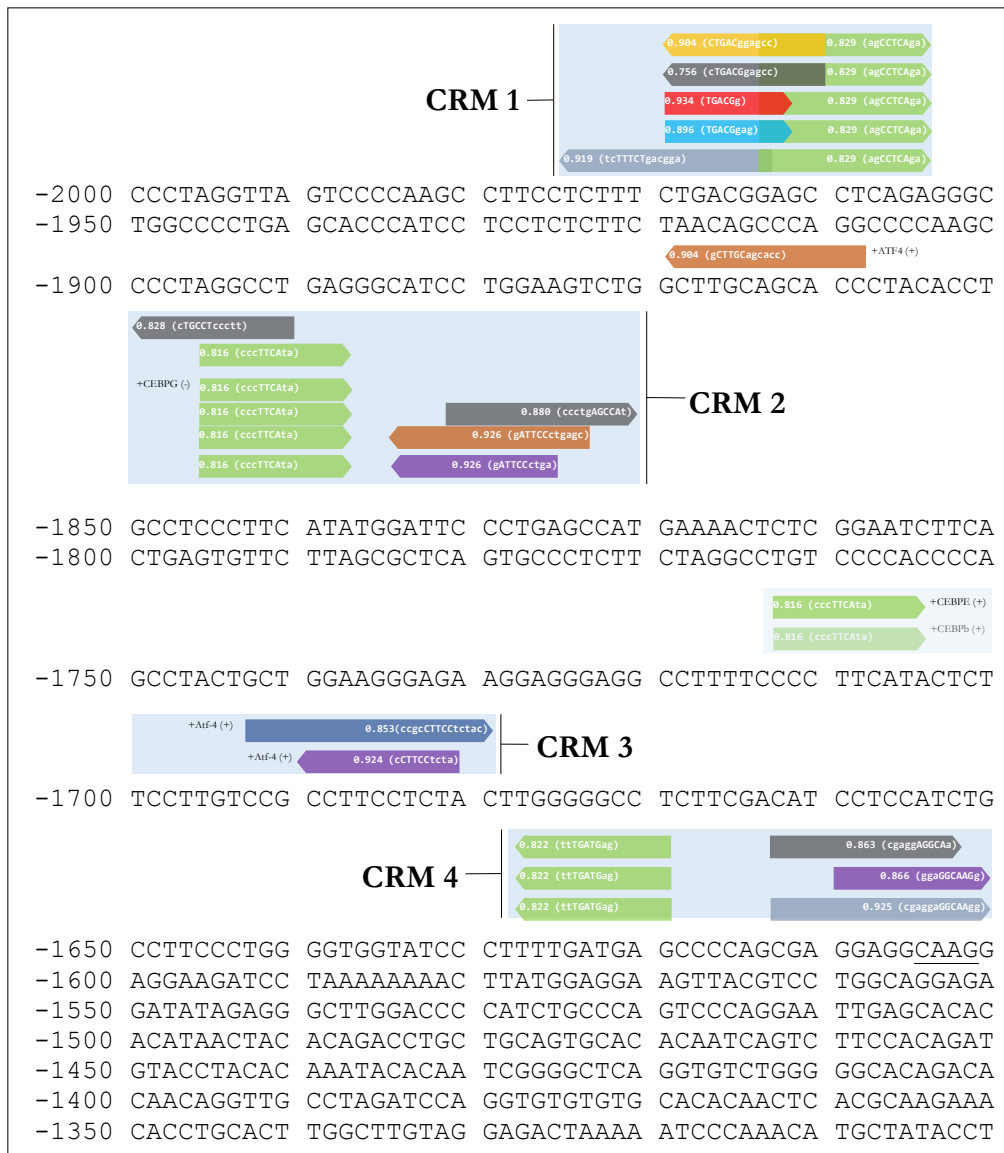 0.904 (CTGACggagcc) 0.829 (agCCTCAga)
0.756 (cTGACGgagcc) 0.829 (agCCTCAga)
CRM 1
0.934 (TGACGg) 0.829 (agCCTCAga)
0.896 (TGACGgag) 0.829 (agCCTCAga)
0.919 (tcTTTCTgacgga) 0.829 (agCCTCAga)
-2000 CCCTAGGTTA GTCCCCAAGC CTTCCTCTTT CTGACGGAGC CTCAGAGGGC
-1950 TGGCCCCTGA GCACCCATCC TCCTCTCTTC TAACAGCCCA GGCCCCAAGC
0.904 (gCTTGCagcacc) +ATF4 (+)
-1900 CCCTAGGCCT GAGGGCATCC TGGAAGTCTG GCTTGCAGCA CCCTACACCT
0.828 (cTGCCTccctt)
0.816 (cccTTCAta)
+CEBPG (-) 0.816 (cccTTCAta)
CRM 2
0.816 (cccTTCAta) 0.880 (ccctgAGCCAt)
0.816 (cccTTCAta) 0.926 (gATTCCctgagc)
0.816 (cccTTCAta) 0.926 (gATTCCctga)
-1850 GCCTCCCTTC ATATGGATTC CCTGAGCCAT GAAAACTCTC GGAATCTTCA
-1800 CTGAGTGTTC TTAGCGCTCA GTGCCCTCTT CTAGGCCTGT CCCCACCCCA
0.816 (cccTTCAta) +CEBPE (+)
0.816 (cccTTCAta) +CEBPb (+)
-1750 GCCTACTGCT GGAAGGGAGA AGGAGGGAGG CCTTTTCCCC TTCATACTCT
+Atf-4 (+) 0.853(ccgcCTTCCtctac)
CRM 3
+Atf-4 (+) 0.924 (cCTTCCtcta)
-1700 TCCTTGTCCG CCTTCCTCTA CTTGGGGGCC TCTTCGACAT CCTCCATCTG
0.822 (ttTGATGag) 0.863 (cgaggAGGCAa)
CRM 4
0.822 (ttTGATGag) 0.866 (ggaGGCAAGg)
0.822 (ttTGATGag) 0.925 (cgaggaGGCAAgg)
-1650 CCTTCCCTGG GGTGGTATCC CTTTTGATGA GCCCCAGCGA GGAGGCAAGG
-1600 AGGAAGATCC TAAAAAAAAC TTATGGAGGA AGTTACGTCC TGGCAGGAGA
-1550 GATATAGAGG GCTTGGACCC CATCTGCCCA GTCCCAGGAA TTGAGCACAC
-1500 ACATAACTAC ACAGACCTGC TGCAGTGCAC ACAATCAGTC TTCCACAGAT
-1450 GTACCTACAC AAATACACAA TCGGGGCTCA GGTGTCTGGG GGCACAGACA
-1400 CAACAGGTTG CCTAGATCCA GGTGTGTGTG CACACAACTC ACGCAAGAAA
-1350 CACCTGCACT TGGCTTGTAG GAGACTAAAA ATCCCAAACA TGCTATACCT